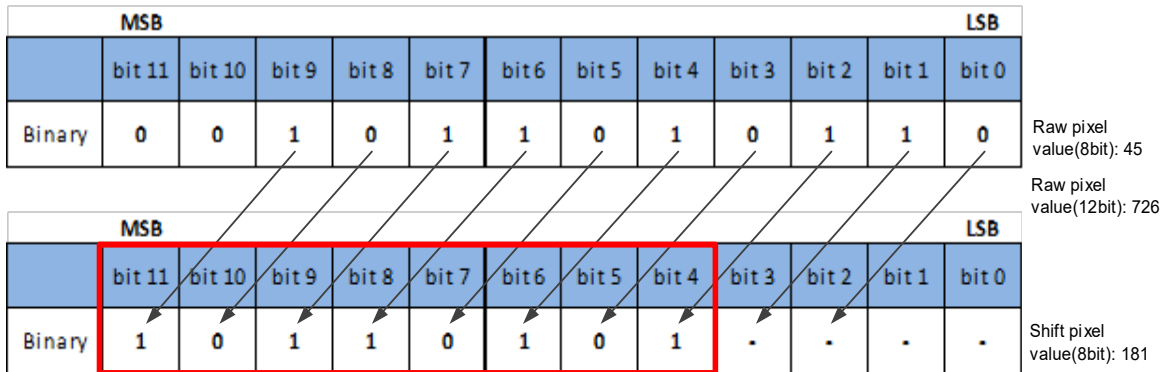 MSB LSB
bit 11 bit 10 bit 9 bit 8 bit 7 bit6 bit 5 bit 4 bit 3 bit 2 bit 1 bit 0
Binary 0 0 1 0 1 1 0 1 0 1 1 0
Raw pixel
value(8bit): 45
Raw pixel
value(12bit): 726
MSB LSB
bit 11 bit 10 bit 9 bit 8 bit 7 bit6 bit 5 bit 4 bit 3 bit 2 bit 1 bit 0
Binary 1 0 1 1 0 1 0 1 - - - -
Shift pixel
value(8bit): 181